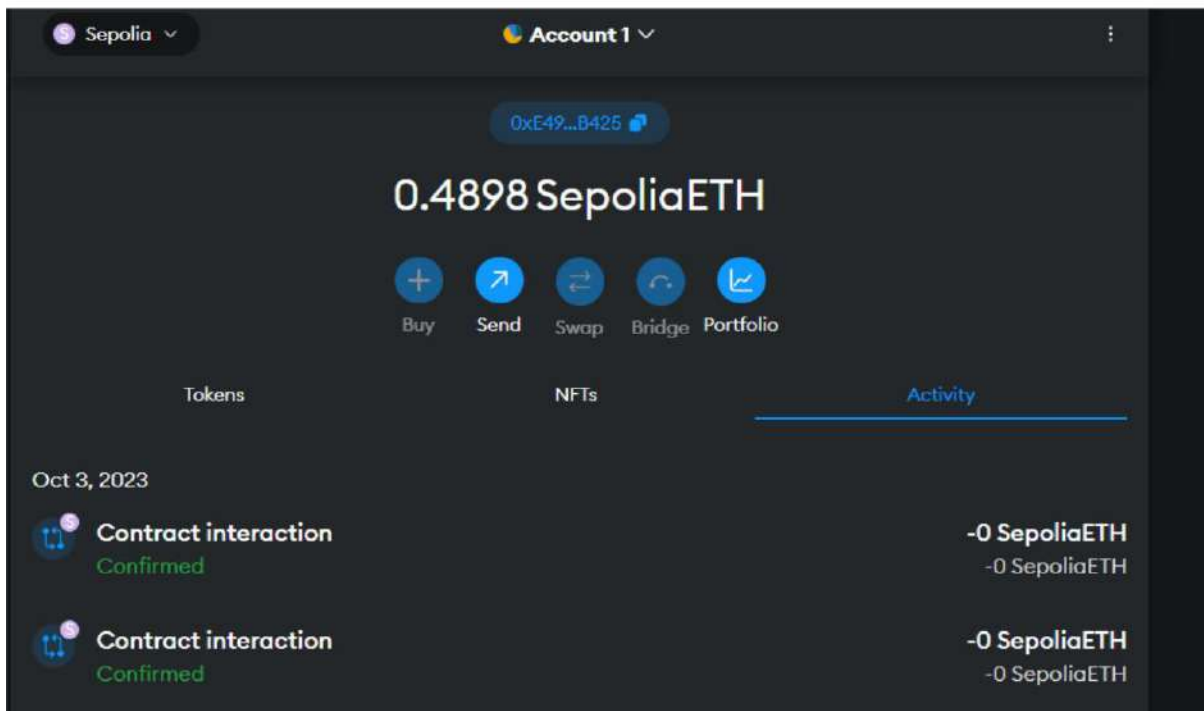 S Sepolia
Account 1
0xE49...B425
0.4898 SepoliaETH
Buy Send Swap Bridge Portfolio
Tokens NFTs Activity
Oct 3, 2023
S Contract interaction -0 SepoliaETH
Confirmed -0 SepoliaETH
S Contract interaction -0 SepoliaETH
Confirmed -0 SepoliaETH